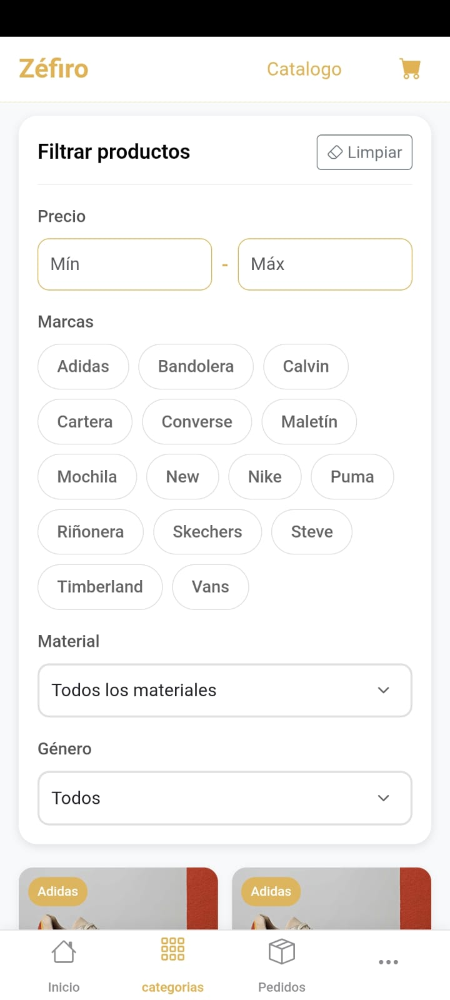 Zéfiro Catalogo
Filtrar productos Limpiar
Precio
Mín - Máx
Marcas
Adidas Bandolera Calvin
Cartera Converse Maletín
Mochila New Nike Puma
Riñonera Skechers Steve
Timberland Vans
Material
Todos los materiales
Género
Todos
Adidas Adidas
Inicio categorias Pedidos